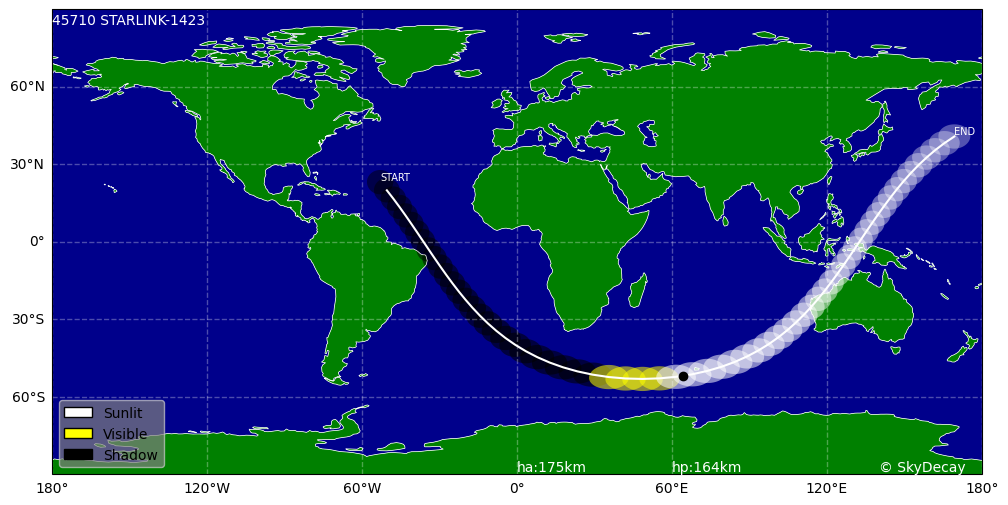 45710 STARLINK-1423
60°N
30°N
START
END
0°
30°S
60°S
Sunlit
Visible
Shadow
ha:175km
hp:164km
© SkyDecay
180°
120°W
60°W
0°
60°E
120°E
180°